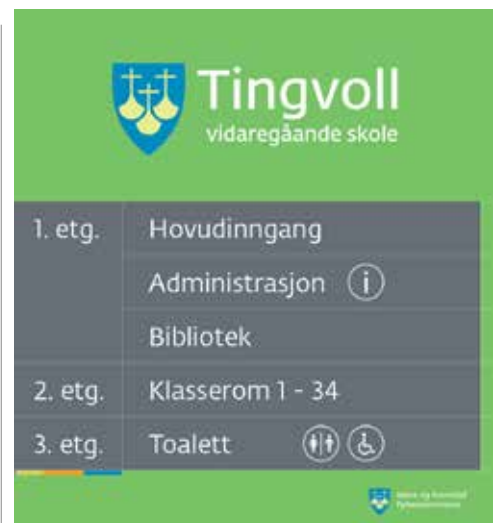 Tingvoll
vidaregåande skole
1. etg. Hovudinngang
Administrasjon i
Bibliotek
2. etg. Klasserom 1 - 34
3. etg. Toalett